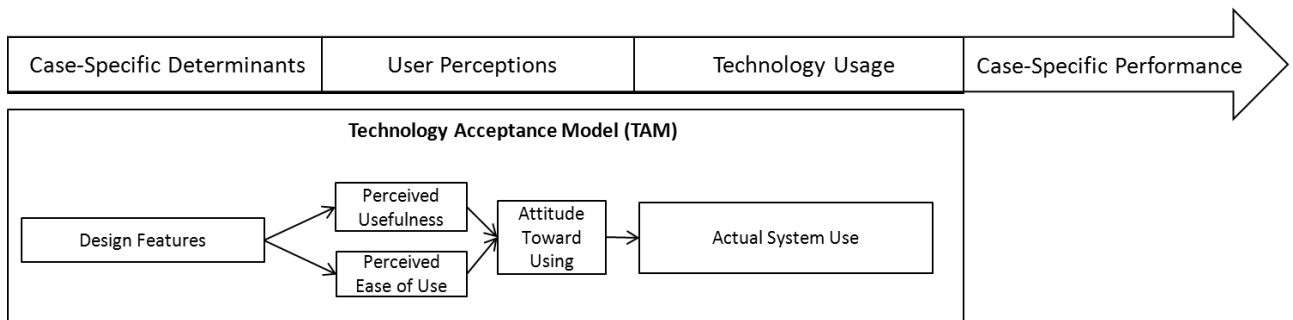 Case-Specific Determinants
User Perceptions
Technology Usage
Case-Specific Performance
Technology Acceptance Model (TAM)
Design Features
Perceived
Usefulness
Perceived
Ease of Use
Attitude
Toward
Using
Actual System Use